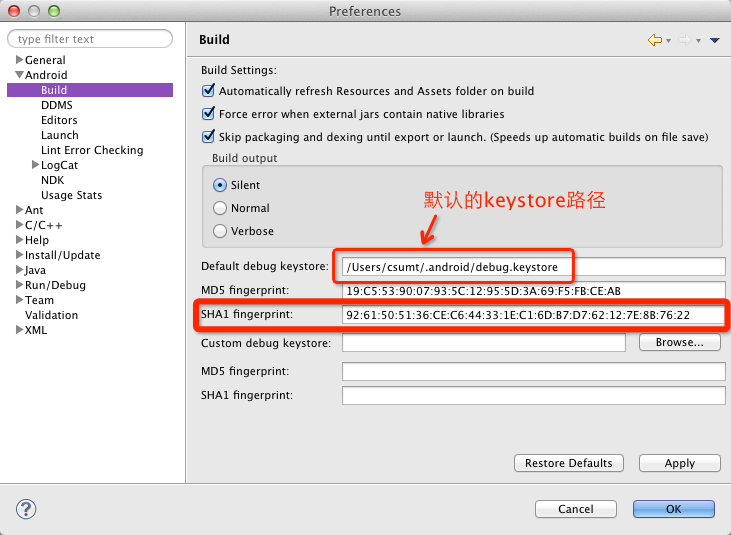 Preferences
type filter text
General
Android
Build
DDMS
Editors
Launch
Lint Error Checking
LogCat
NDK
Usage Stats
Ant
C/C++
Help
Install/Update
Java
Run/Debug
Team
Validation
XML
Build
Build Settings:
Automatically refresh Resources and Assets folder on build
Force error when external jars contain native libraries
Skip packaging and dexing until export or launch. (Speeds up automatic builds on file save)
Build output
Silent
Normal
Verbose
默认的keystore路径
Default debug keystore: /Users/csumt/.android/debug.keystore
MD5 fingerprint: 19:C5:53:90:07:93:5C:12:95:5D:3A:69:F5:FB:CE:AB
SHA1 fingerprint: 92:61:50:51:36:CE:C6:44:33:1E:C1:6D:B7:D7:62:12:7E:8B:76:22
Custom debug keystore: Browse...
MD5 fingerprint:
SHA1 fingerprint:
Restore Defaults Apply
? Cancel OK